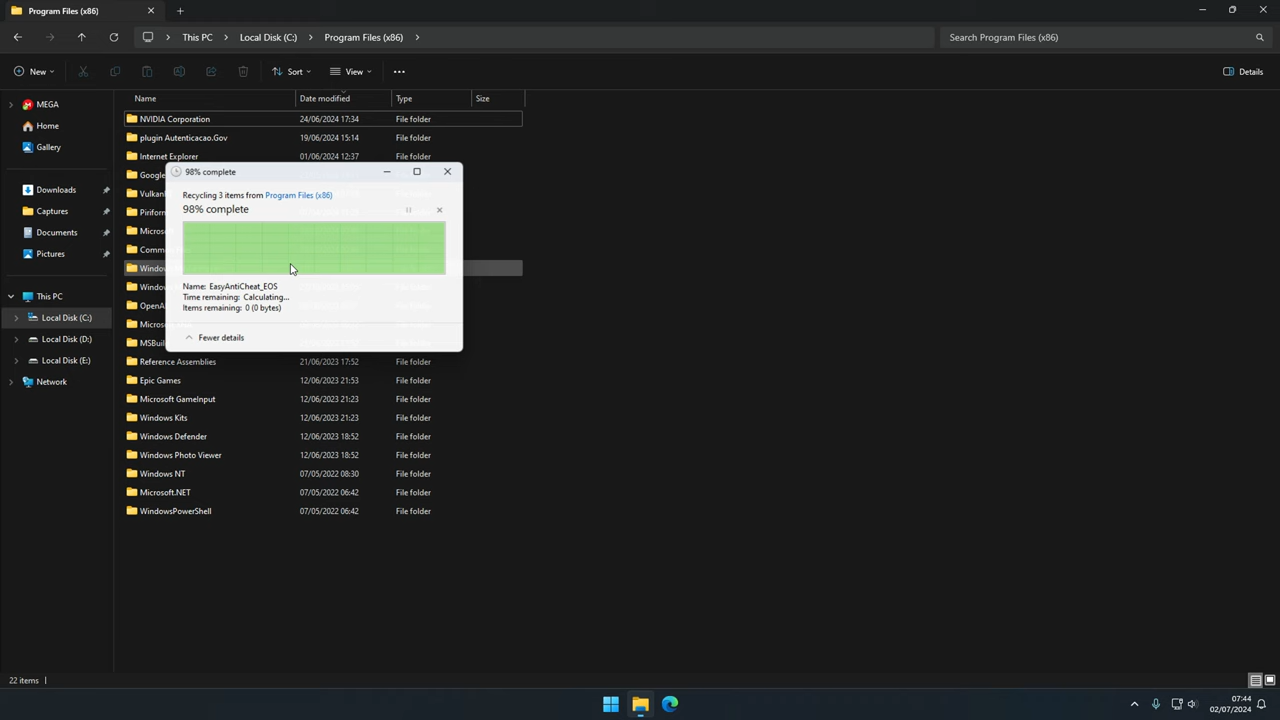 Program Files (x86)
This PC
Local Disk (C:)
Program Files (x86)
Search Program Files (x86)
New
Sort
View
Details
MEGA
Home
Gallery
Downloads
Captures
Documents
Pictures
This PC
Local Disk (C:)
Local Disk (D:)
Local Disk (E:)
Network
Name
Date modified
Type
Size
NVIDIA Corporation 24/06/2024 17:34 File folder
plugin Autenticacao.Gov 19/06/2024 15:14 File folder
Internet Explorer 01/06/2024 12:37 File folder
98% complete
Recycling 3 items from Program Files (x86)
98% complete
Name: EasyAntiCheat_EOS
Time remaining: Calculating...
Items remaining: 0 (0 bytes)
Fewer details
Reference Assemblies 21/06/2023 17:52 File folder
Epic Games 12/06/2023 21:53 File folder
Microsoft GameInput 12/06/2023 21:23 File folder
Windows Kits 12/06/2023 21:23 File folder
Windows Defender 12/06/2023 18:52 File folder
Windows Photo Viewer 12/06/2023 18:52 File folder
Windows NT 07/05/2022 08:30 File folder
Microsoft.NET 07/05/2022 06:42 File folder
WindowsPowerShell 07/05/2022 06:42 File folder
22 items
07:44
02/07/2024